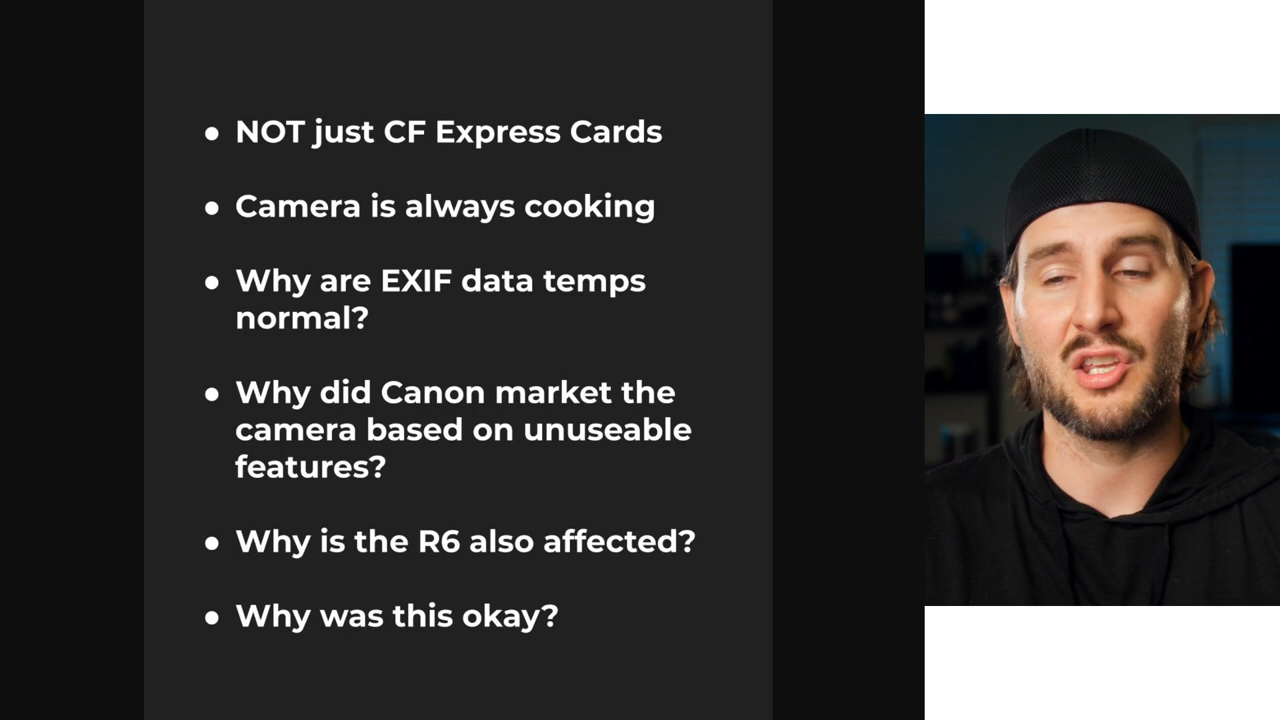 ● NOT just CF Express Cards
● Camera is always cooking
● Why are EXIF data temps
normal?
● Why did Canon market the
camera based on unuseable
features?
● Why is the R6 also affected?
● Why was this okay?